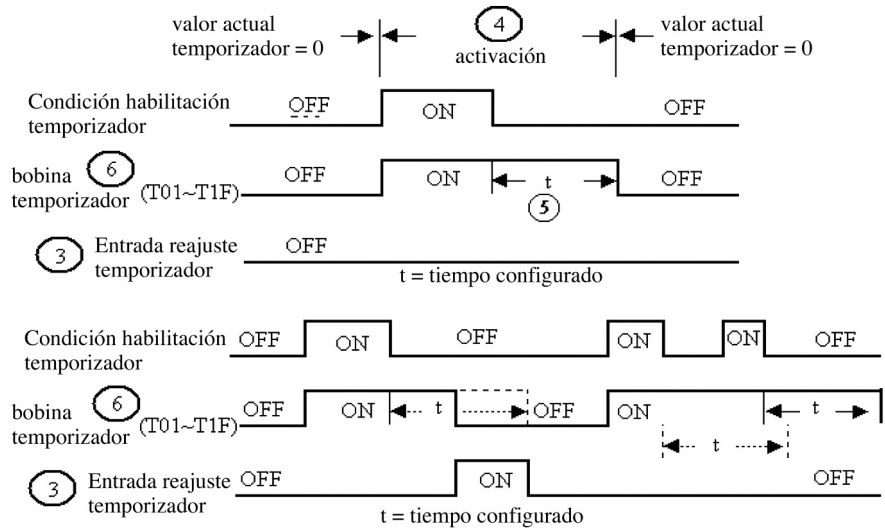 valor actual
temporizador = 0
4
activación
valor actual
temporizador = 0
Condición habilitación
temporizador
OFF
ON
OFF
bobina
temporizador
6
(T01~T1F)
OFF
ON
t
5
OFF
3
Entrada reajuste
temporizador
OFF
t = tiempo configurado
Condición habilitación
temporizador
OFF
ON
OFF
ON
ON
OFF
bobina
temporizador
6
(T01~T1F)
OFF
ON
t
OFF
ON
t
t
3
Entrada reajuste
temporizador
OFF
ON
OFF
t = tiempo configurado